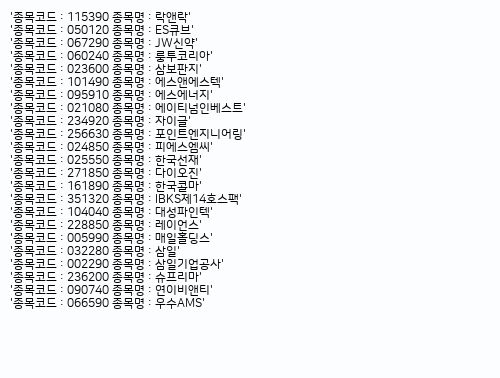 '종목코드 : 115390 종목명 : 락앤락'
'종목코드 : 050120 종목명 : ES큐브'
'종목코드 : 067290 종목명 : JW신약'
'종목코드 : 060240 종목명 : 룽투코리아'
'종목코드 : 023600 종목명 : 삼보판지'
'종목코드 : 101490 종목명 : 에스앤에스텍'
'종목코드 : 095910 종목명 : 에스에너지'
'종목코드 : 021080 종목명 : 에이티넘인베스트'
'종목코드 : 234920 종목명 : 자이글'
'종목코드 : 256630 종목명 : 포인트엔지니어링'
'종목코드 : 024850 종목명 : 피에스엠씨'
'종목코드 : 025550 종목명 : 한국선재'
'종목코드 : 271850 종목명 : 다이오진'
'종목코드 : 161890 종목명 : 한국콜마'
'종목코드 : 351320 종목명 : IBKS제14호스팩'
'종목코드 : 104040 종목명 : 대성파인텍'
'종목코드 : 228850 종목명 : 레이언스'
'종목코드 : 005990 종목명 : 매일홀딩스'
'종목코드 : 032280 종목명 : 삼일'
'종목코드 : 002290 종목명 : 삼일기업공사'
'종목코드 : 236200 종목명 : 슈프리마'
'종목코드 : 090740 종목명 : 연이비앤티'
'종목코드 : 066590 종목명 : 우수AMS'